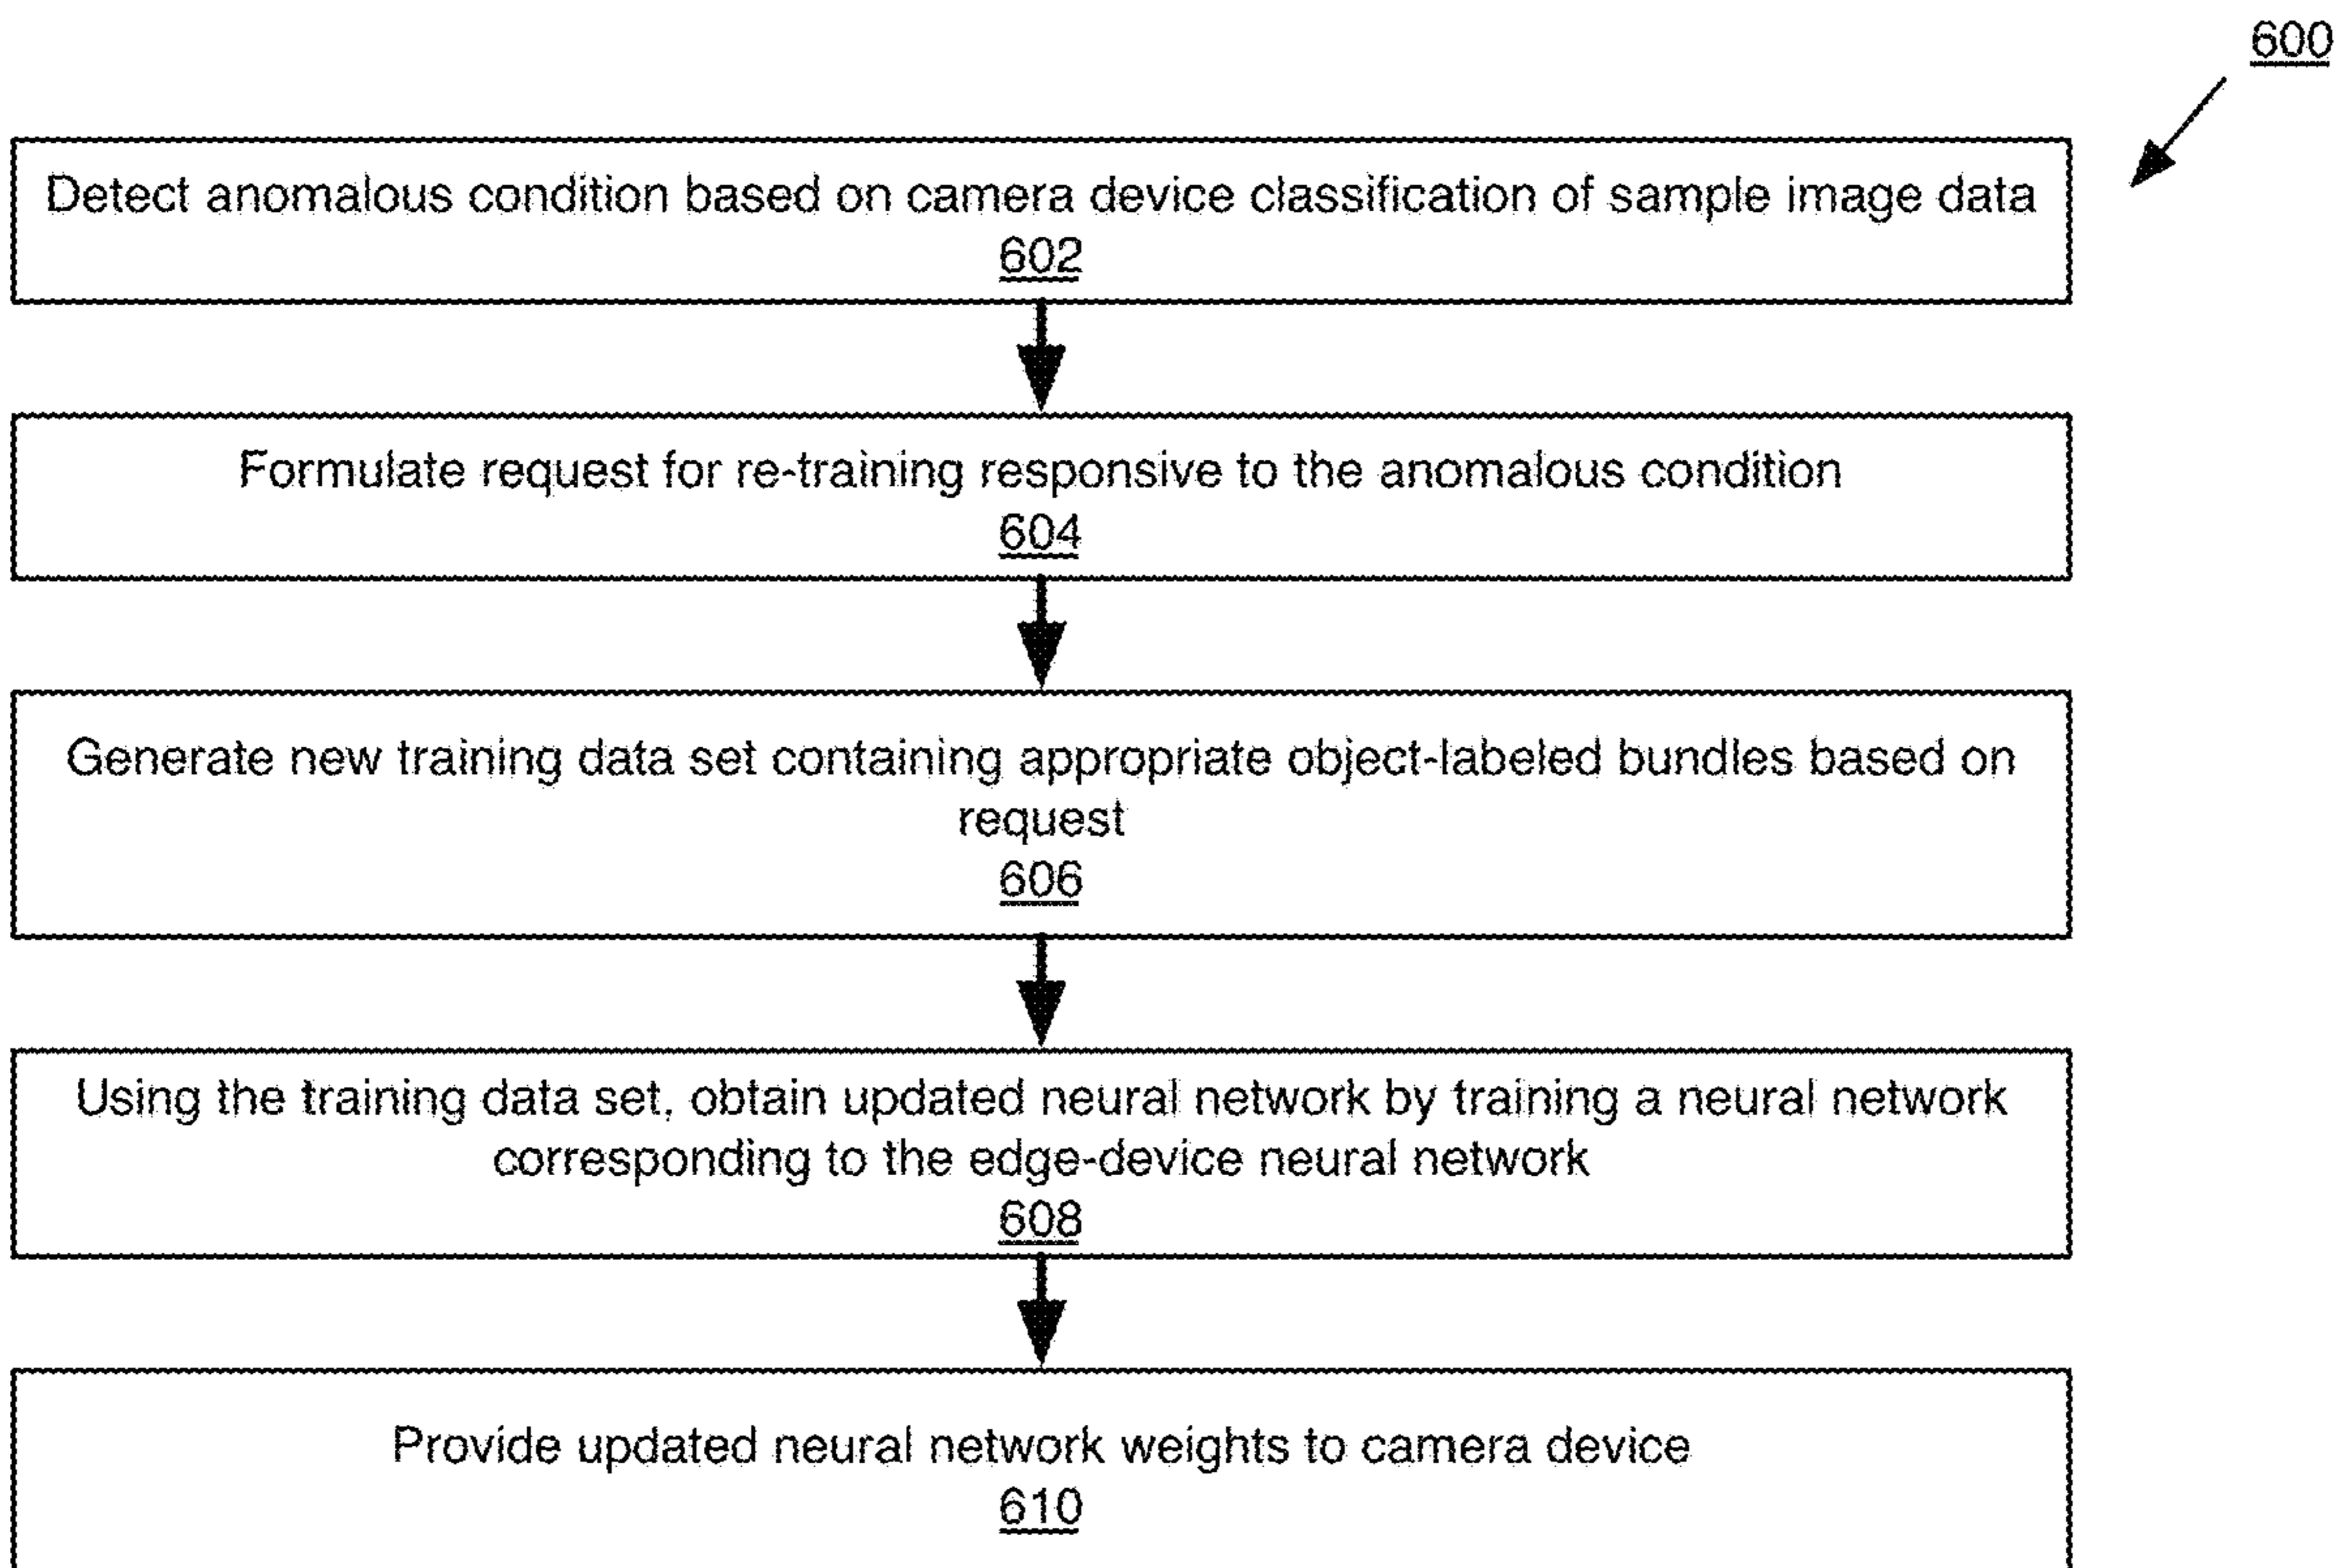 600
Detect anomalous condition based on camera device classification of sample image data
602
Formulate request for re-training responsive to the anomalous condition
604
Generate new training data set containing appropriate object-labeled bundles based on
request
606
Using the training data set, obtain updated neural network by training a neural network
corresponding to the edge-device neural network
608
Provide updated neural network weights to camera device
610